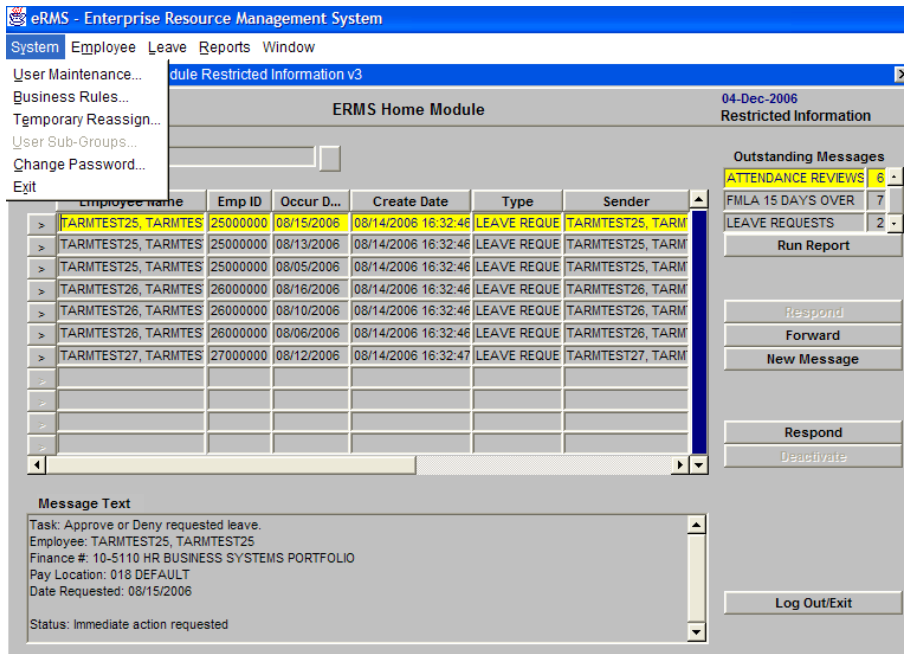 eRMS - Enterprise Resource Management System
System Employee Leave Reports Window
User Maintenance...
Business Rules...
Temporary Reassign...
User Sub-Groups...
Change Password...
Exit
dule Restricted Information v3
ERMS Home Module
04-Dec-2006
Restricted Information
Outstanding Messages
ATTENDANCE REVIEWS 6
FMLA 15 DAYS OVER 7
LEAVE REQUESTS 2
Run Report
Employee Name Emp ID Occur D... Create Date Type Sender
> TARMTEST25, TARMTES 25000000 08/15/2006 08/14/2006 16:32:46 LEAVE REQUE TARMTEST25, TARM
> TARMTEST25, TARMTES 25000000 08/13/2006 08/14/2006 16:32:46 LEAVE REQUE TARMTEST25, TARM
> TARMTEST25, TARMTES 25000000 08/05/2006 08/14/2006 16:32:46 LEAVE REQUE TARMTEST25, TARM
> TARMTEST26, TARMTES 26000000 08/16/2006 08/14/2006 16:32:46 LEAVE REQUE TARMTEST26, TARM
> TARMTEST26, TARMTES 26000000 08/10/2006 08/14/2006 16:32:46 LEAVE REQUE TARMTEST26, TARM
> TARMTEST26, TARMTES 26000000 08/06/2006 08/14/2006 16:32:46 LEAVE REQUE TARMTEST26, TARM
> TARMTEST27, TARMTES 27000000 08/12/2006 08/14/2006 16:32:47 LEAVE REQUE TARMTEST27, TARM
>
>
>
>
Respond
Forward
New Message
Respond
Deactivate
Message Text
Task: Approve or Deny requested leave.
Employee: TARMTEST25, TARMTEST25
Finance #: 10-5110 HR BUSINESS SYSTEMS PORTFOLIO
Pay Location: 018 DEFAULT
Date Requested: 08/15/2006
Status: Immediate action requested
Log Out/Exit